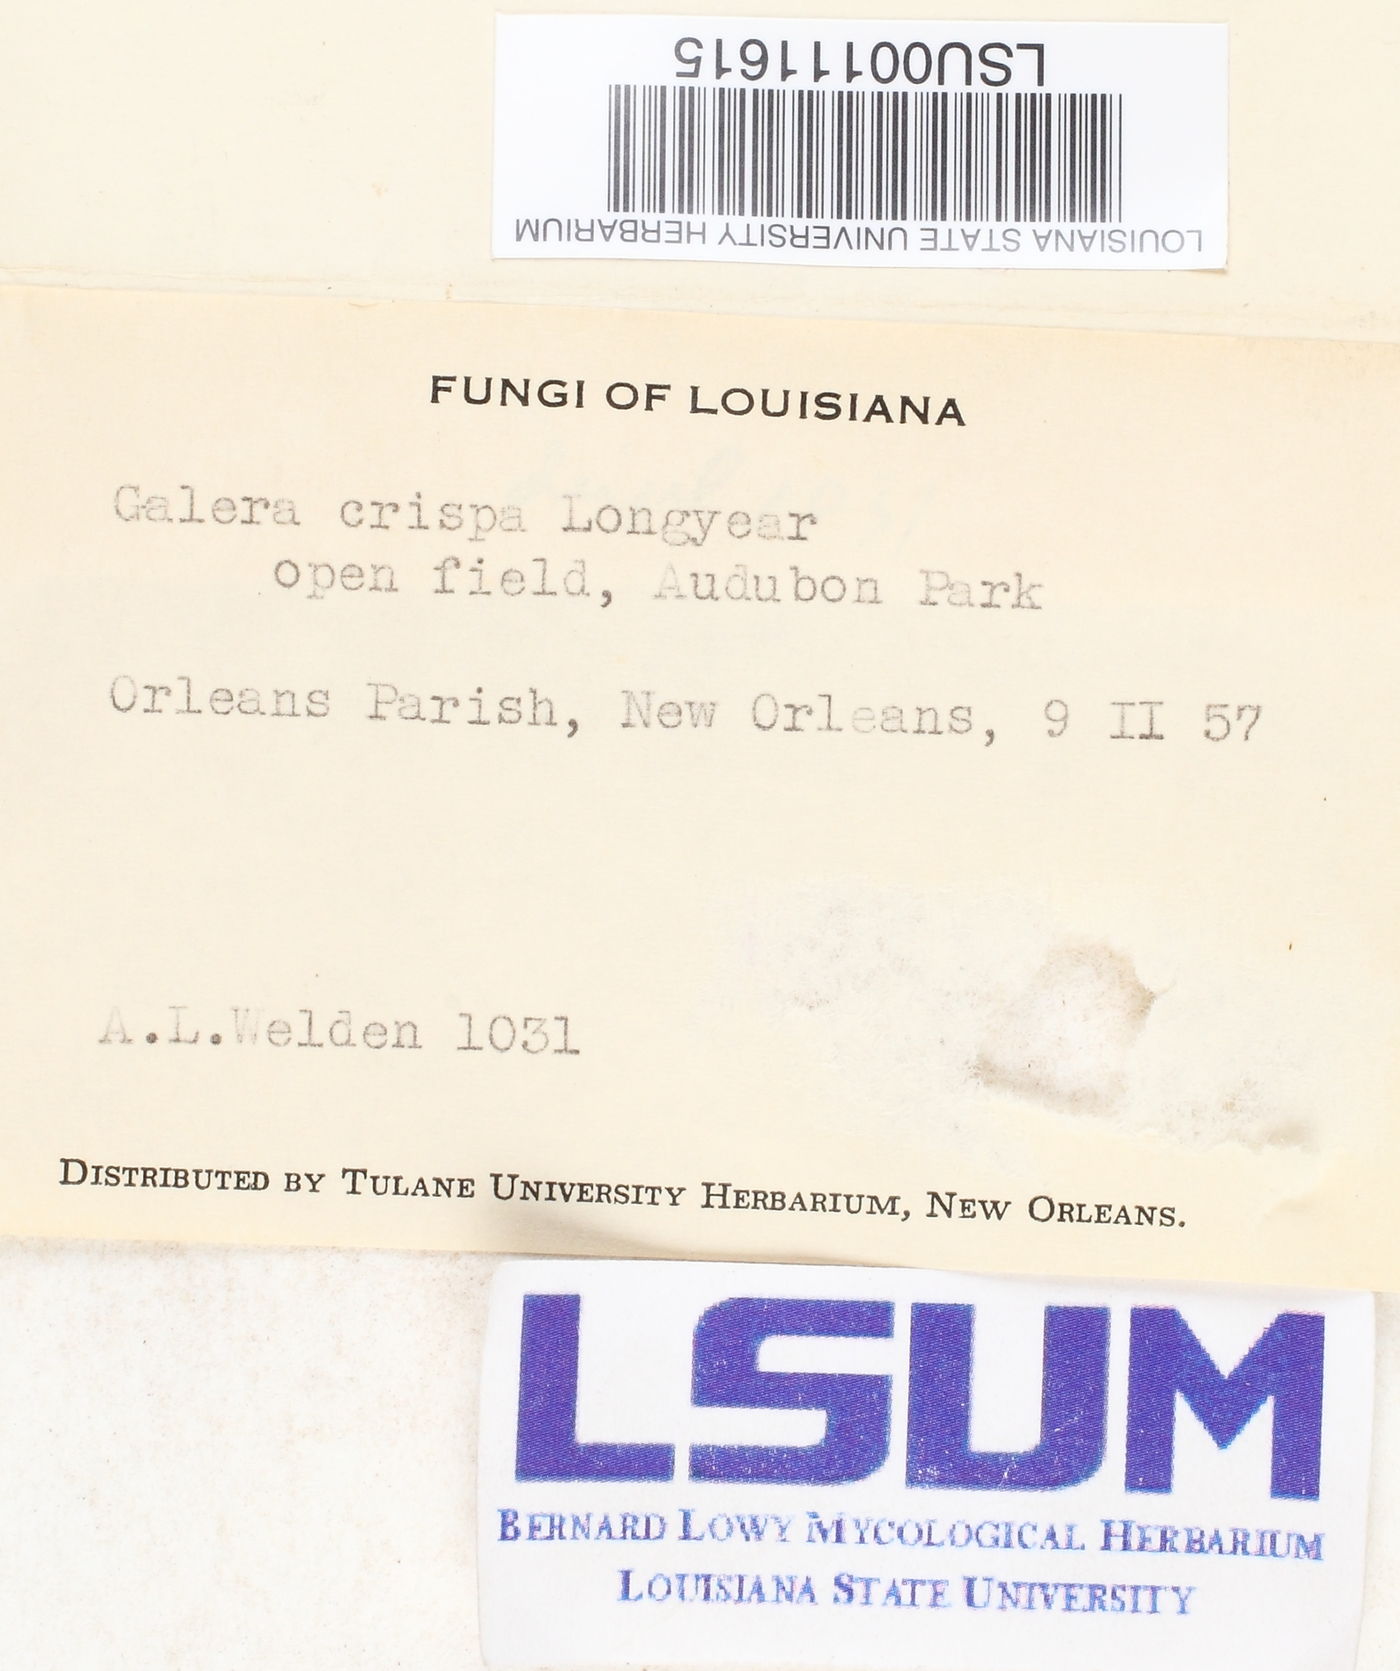 LSU00111615
LOUISIANA STATE UNIVERSITY HERBARIUM
FUNGI OF LOUISIANA
Galera crispa Longyear
open field, Audubon Park
Orleans Parish, New Orleans, 9 II 57
A.L.Welden 1031
DISTRIBUTED BY TULANE UNIVERSITY HERBARIUM, NEW ORLEANS.
LSUM
BERNARD LOWY MYCOLOGICAL HERBARIUM
LOUISIANA STATE UNIVERSITY